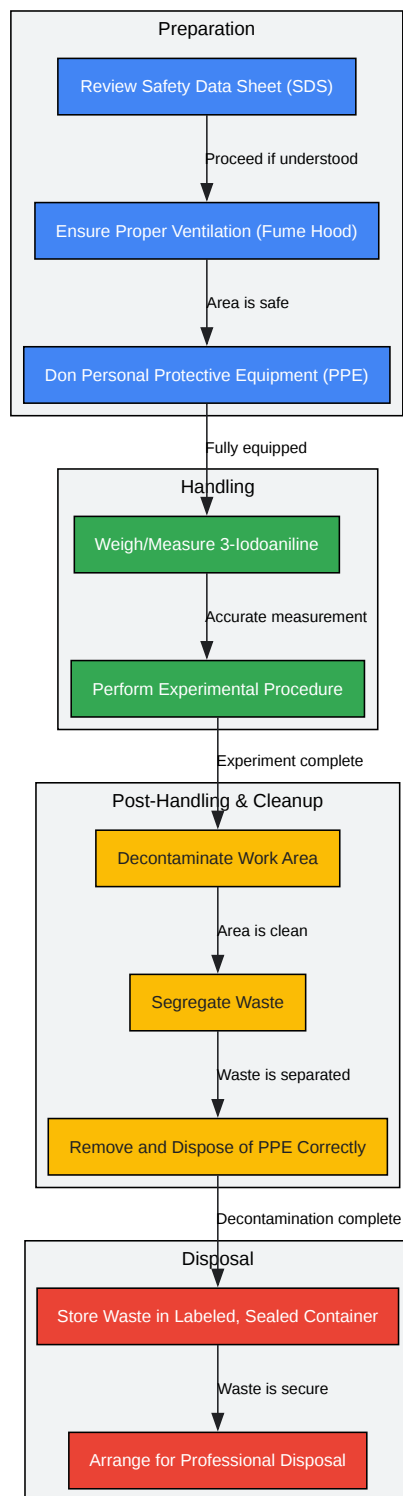 Preparation
Review Safety Data Sheet (SDS)
Proceed if understood
Ensure Proper Ventilation (Fume Hood)
Area is safe
Don Personal Protective Equipment (PPE)
Fully equipped
Handling
Weigh/Measure 3-Iodoaniline
Accurate measurement
Perform Experimental Procedure
Experiment complete
Post-Handling & Cleanup
Decontaminate Work Area
Area is clean
Segregate Waste
Waste is separated
Remove and Dispose of PPE Correctly
Decontamination complete
Disposal
Store Waste in Labeled, Sealed Container
Waste is secure
Arrange for Professional Disposal